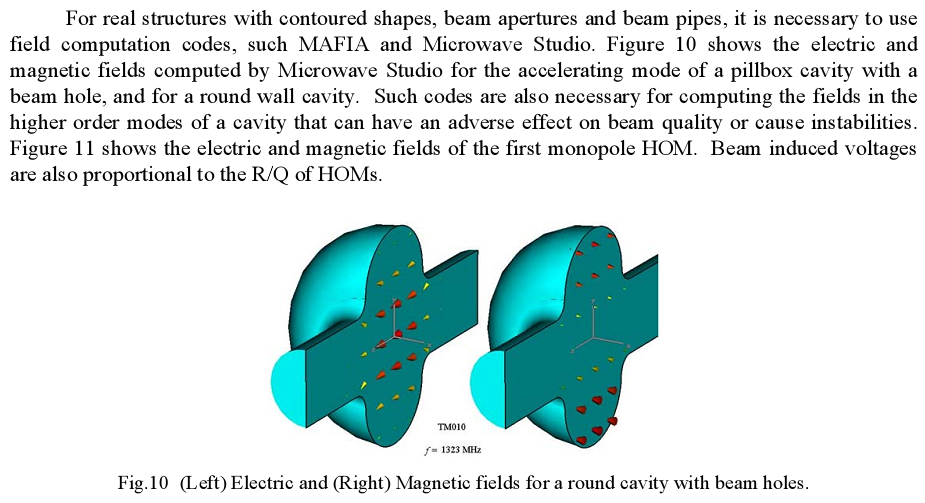 For real structures with contoured shapes, beam apertures and beam pipes, it is necessary to use
field computation codes, such MAFIA and Microwave Studio. Figure 10 shows the electric and
magnetic fields computed by Microwave Studio for the accelerating mode of a pillbox cavity with a
beam hole, and for a round wall cavity. Such codes are also necessary for computing the fields in the
higher order modes of a cavity that can have an adverse effect on beam quality or cause instabilities.
Figure 11 shows the electric and magnetic fields of the first monopole HOM. Beam induced voltages
are also proportional to the R/Q of HOMs.
TM010
f = 1323 MHz
Fig.10 (Left) Electric and (Right) Magnetic fields for a round cavity with beam holes.